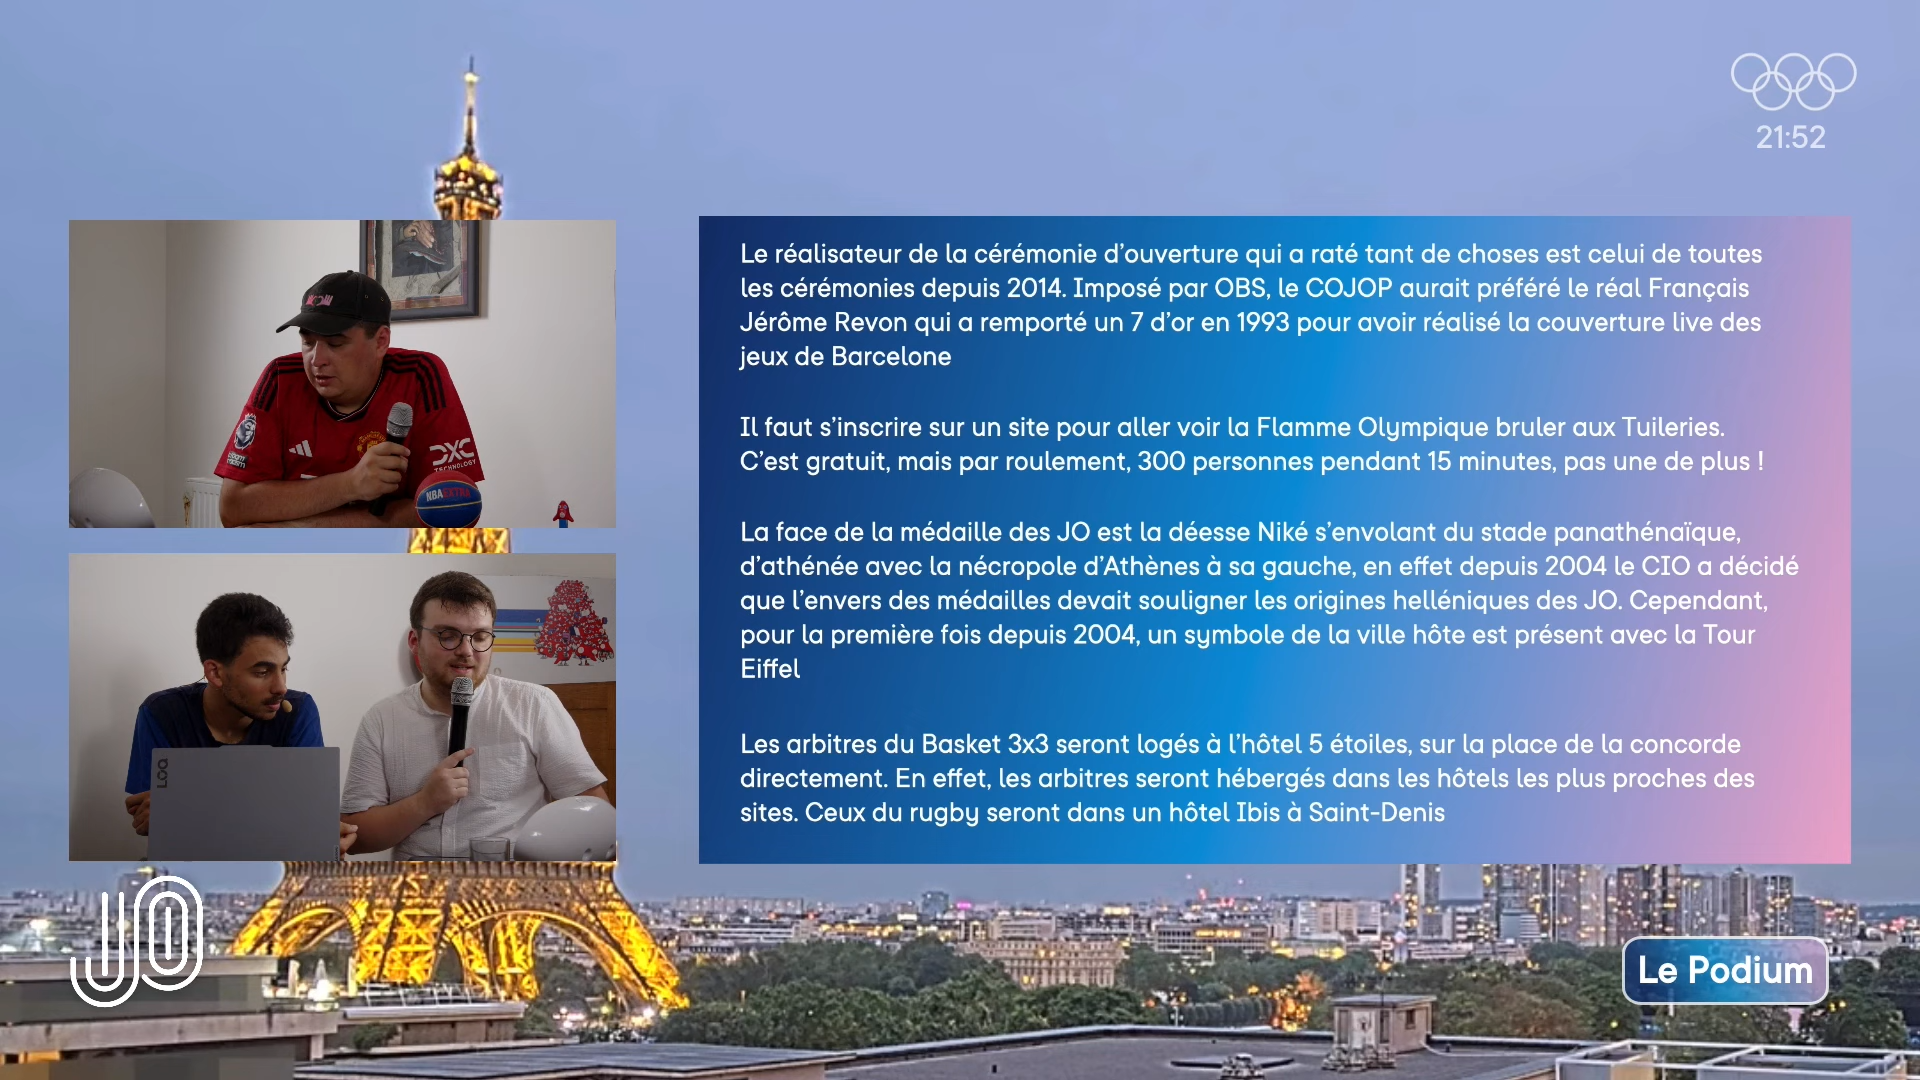 21:52
Le réalisateur de la cérémonie d’ouverture qui a raté tant de choses est celui de toutes
les cérémonies depuis 2014. Imposé par OBS, le COJOP aurait préféré le réal Français
Jérôme Revon qui a remporté un 7 d’or en 1993 pour avoir réalisé la couverture live des
jeux de Barcelone
Il faut s’inscrire sur un site pour aller voir la Flamme Olympique bruler aux Tuileries.
C’est gratuit, mais par roulement, 300 personnes pendant 15 minutes, pas une de plus !
La face de la médaille des JO est la déesse Niké s’envolant du stade panathénaïque,
d’athénée avec la nécropole d’Athènes à sa gauche, en effet depuis 2004 le CIO a décidé
que l’envers des médailles devait souligner les origines helléniques des JO. Cependant,
pour la première fois depuis 2004, un symbole de la ville hôte est présent avec la Tour
Eiffel
Les arbitres du Basket 3x3 seront logés à l’hôtel 5 étoiles, sur la place de la concorde
directement. En effet, les arbitres seront hébergés dans les hôtels les plus proches des
sites. Ceux du rugby seront dans un hôtel Ibis à Saint-Denis
DXC
TECHNOLOGY
NBA EXTRA
LOQ
JO
Le Podium